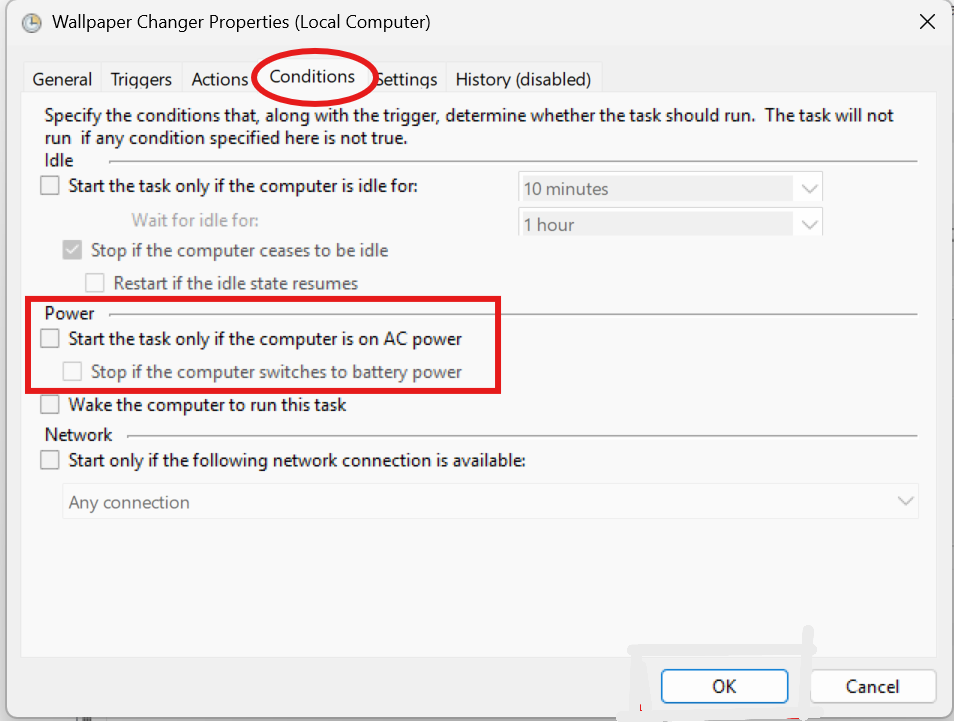 Wallpaper Changer Properties (Local Computer)
General Triggers Actions Conditions Settings History (disabled)
Specify the conditions that, along with the trigger, determine whether the task should run.  The task will not
run  if any condition specified here is not true.
Idle
Start the task only if the computer is idle for: 10 minutes
Wait for idle for: 1 hour
Stop if the computer ceases to be idle
Restart if the idle state resumes
Power
Start the task only if the computer is on AC power
Stop if the computer switches to battery power
Wake the computer to run this task
Network
Start only if the following network connection is available:
Any connection
OK Cancel